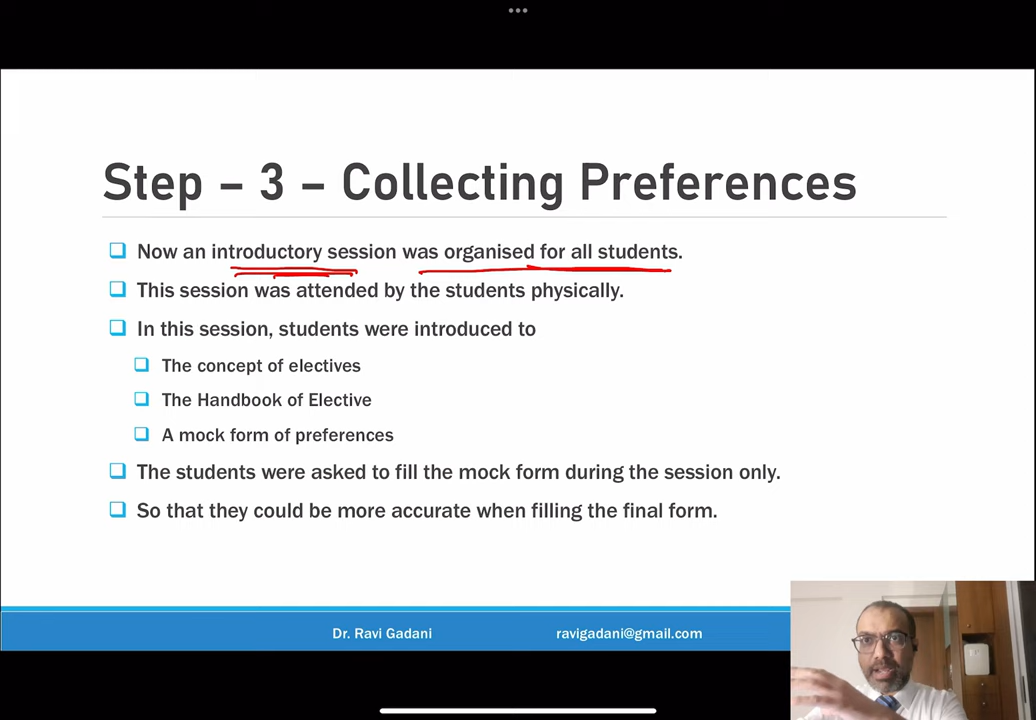 Step – 3 – Collecting Preferences
Now an introductory session was organised for all students.
This session was attended by the students physically.
In this session, students were introduced to
The concept of electives
The Handbook of Elective
A mock form of preferences
The students were asked to fill the mock form during the session only.
So that they could be more accurate when filling the final form.
Dr. Ravi Gadani ravigadani@gmail.com